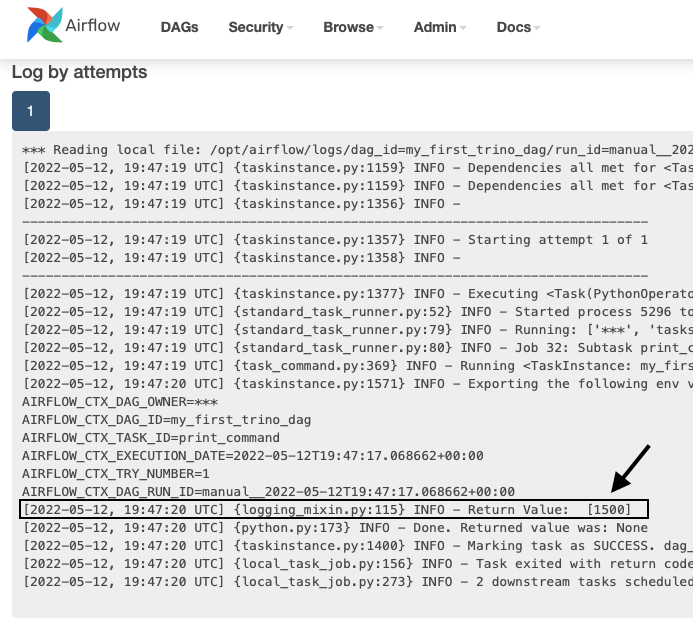 Airflow DAGs Security Browse Admin Docs
Log by attempts
1
*** Reading local file: /opt/airflow/logs/dag_id=my_first_trino_dag/run_id=manual__202
[2022-05-12, 19:47:19 UTC] {taskinstance.py:1159} INFO - Dependencies all met for <Tas
[2022-05-12, 19:47:19 UTC] {taskinstance.py:1159} INFO - Dependencies all met for <Tas
[2022-05-12, 19:47:19 UTC] {taskinstance.py:1356} INFO -
--------------------------------------------------------------------------------
[2022-05-12, 19:47:19 UTC] {taskinstance.py:1357} INFO - Starting attempt 1 of 1
[2022-05-12, 19:47:19 UTC] {taskinstance.py:1358} INFO -
--------------------------------------------------------------------------------
[2022-05-12, 19:47:19 UTC] {taskinstance.py:1377} INFO - Executing <Task(PythonOperato
[2022-05-12, 19:47:19 UTC] {standard_task_runner.py:52} INFO - Started process 5296 to
[2022-05-12, 19:47:19 UTC] {standard_task_runner.py:79} INFO - Running: ['***', 'tasks
[2022-05-12, 19:47:19 UTC] {standard_task_runner.py:80} INFO - Job 32: Subtask print_c
[2022-05-12, 19:47:19 UTC] {task_command.py:369} INFO - Running <TaskInstance: my_firs
[2022-05-12, 19:47:20 UTC] {taskinstance.py:1571} INFO - Exporting the following env v
AIRFLOW_CTX_DAG_OWNER=***
AIRFLOW_CTX_DAG_ID=my_first_trino_dag
AIRFLOW_CTX_TASK_ID=print_command
AIRFLOW_CTX_EXECUTION_DATE=2022-05-12T19:47:17.068662+00:00
AIRFLOW_CTX_TRY_NUMBER=1
AIRFLOW_CTX_DAG_RUN_ID=manual__2022-05-12T19:47:17.068662+00:00
[2022-05-12, 19:47:20 UTC] {logging_mixin.py:115} INFO - Return Value:  [1500]
[2022-05-12, 19:47:20 UTC] {python.py:173} INFO - Done. Returned value was: None
[2022-05-12, 19:47:20 UTC] {taskinstance.py:1400} INFO - Marking task as SUCCESS. dag_
[2022-05-12, 19:47:20 UTC] {local_task_job.py:156} INFO - Task exited with return code
[2022-05-12, 19:47:20 UTC] {local_task_job.py:273} INFO - 2 downstream tasks scheduled